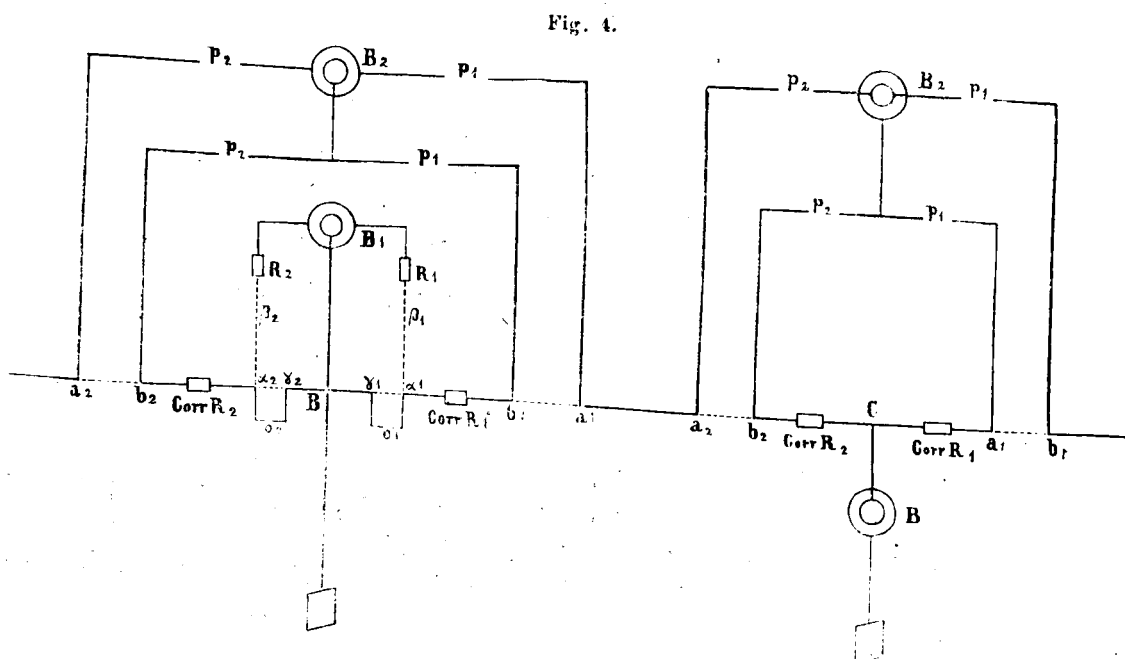 Fig. 4.
P2 B2 P1
P2 B2 P1
P2 P1
P2 P1
B1
R2 R1
β2 β1
a2 b2 Corr R2 α2 γ2 B γ1 α1 Corr R1 b1 a1
a2 b2 Corr R2 C Corr R1 a1 b1
B